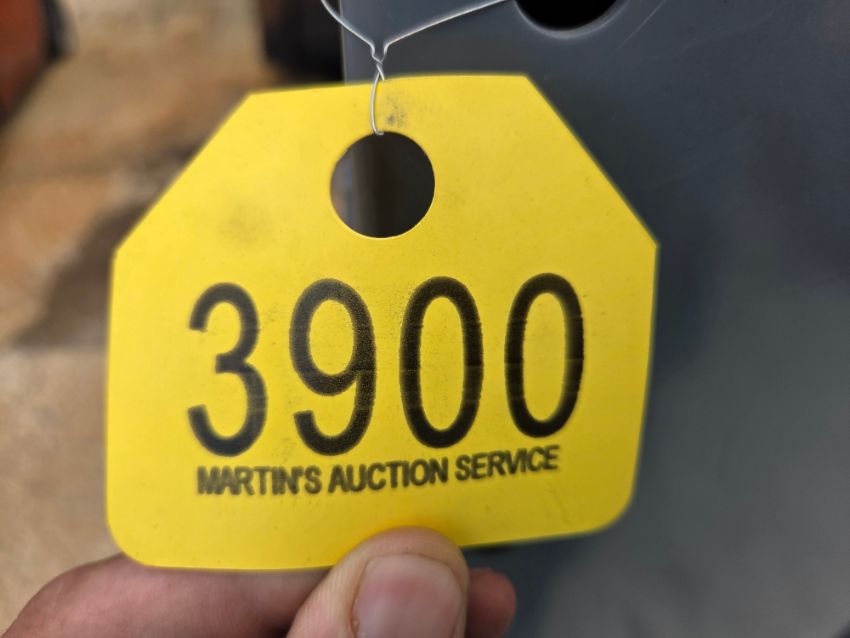 3900
MARTIN'S AUCTION SERVICE